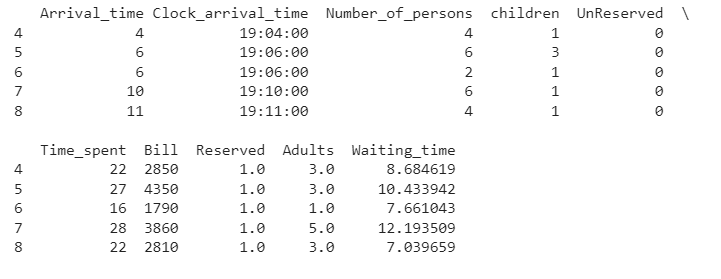 Arrival_time Clock_arrival_time Number_of_persons children UnReserved \
4 4 19:04:00 4 1 0
5 6 19:06:00 6 3 0
6 6 19:06:00 2 1 0
7 10 19:10:00 6 1 0
8 11 19:11:00 4 1 0
Time_spent Bill Reserved Adults Waiting_time
4 22 2850 1.0 3.0 8.684619
5 27 4350 1.0 3.0 10.433942
6 16 1790 1.0 1.0 7.661043
7 28 3860 1.0 5.0 12.193509
8 22 2810 1.0 3.0 7.039659